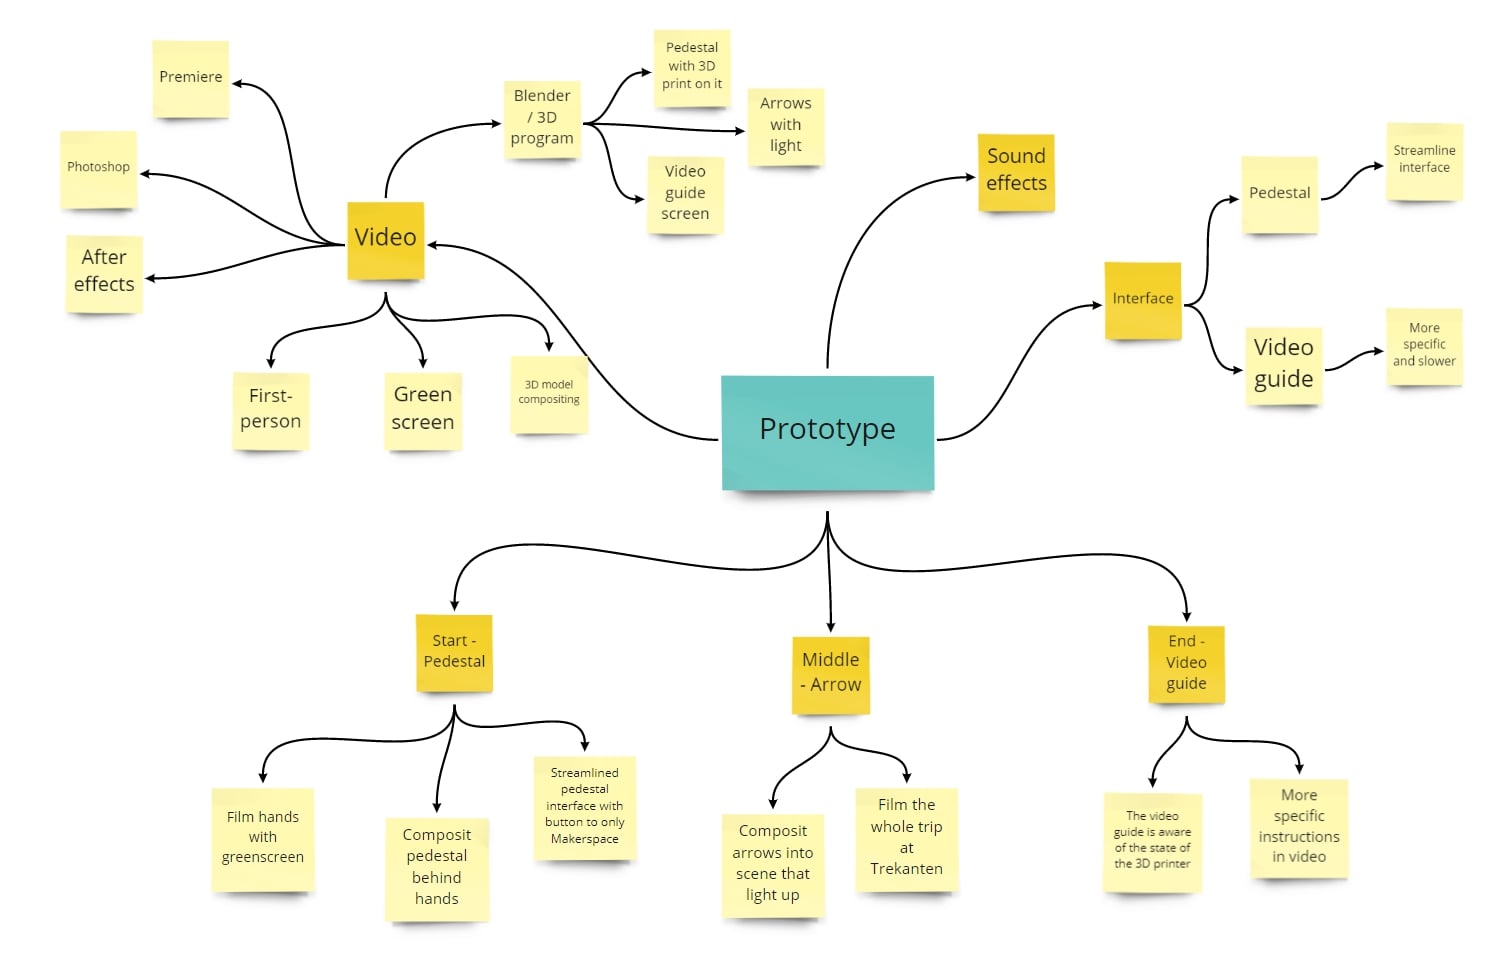 Premiere
Photoshop
After
effects
Video
Blender
/ 3D
program
Pedestal
with 3D
print on it
Arrows
with
light
Video
guide
screen
First-
person
Green
screen
3D model
compositing
Sound
effects
Interface
Pedestal
Streamline
interface
Video
guide
More
specific
and slower
Prototype
Start -
Pedestal
Film hands
with
greenscreen
Composit
pedestal
behind
hands
Streamlined
pedestal
interface with
button to only
Makerspace
Middle
- Arrow
Composit
arrows into
scene that
light up
Film the
whole trip
at
Trekanten
End -
Video
guide
The video
guide is aware
of the state of
the 3D printer
More
specific
instructions
in video